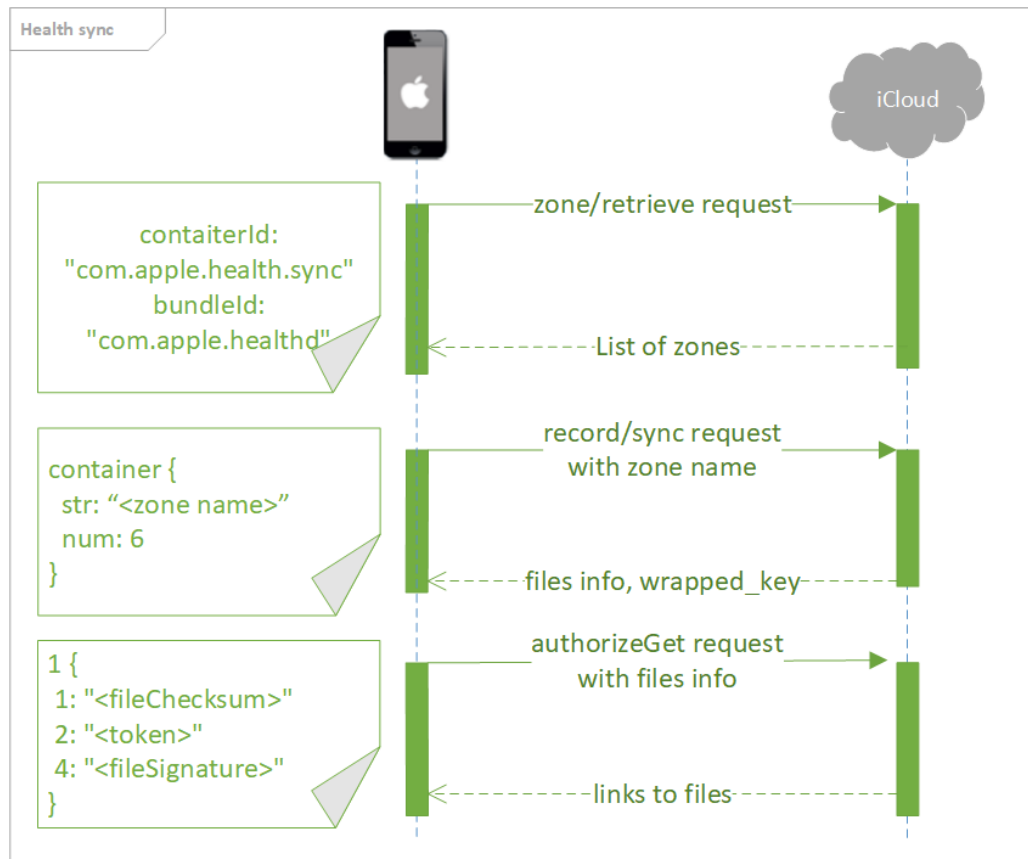 Health sync
iCloud
zone/retrieve request
contaiterId:
"com.apple.health.sync"
bundleId:
"com.apple.healthd"
List of zones
record/sync request
with zone name
container {
str: “<zone name>”
num: 6
}
files info, wrapped_key
authorizeGet request
with files info
1 {
1: "<fileChecksum>"
2: "<token>"
4: "<fileSignature>"
}
links to files